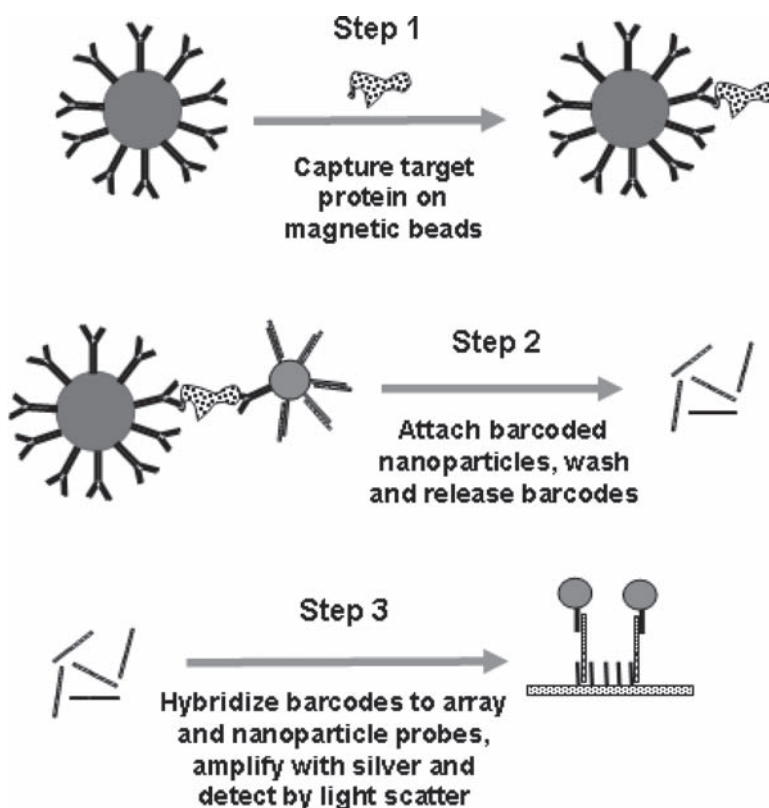 Step 1
Capture target
protein on
magnetic beads
Step 2
Attach barcoded
nanoparticles, wash
and release barcodes
Step 3
Hybridize barcodes to array
and nanoparticle probes,
amplify with silver and
detect by light scatter